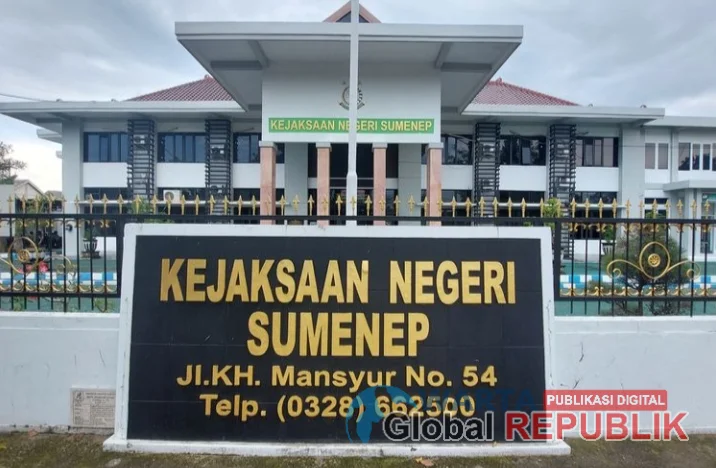 KEJAKSAAN NEGERI SUMENEP
KEJAKSAAN NEGERI
SUMENEP
Jl.KH. Mansyur No. 54
Telp. (0328) 662500
PUBLIKASI DIGITAL
Global REPUBLIK